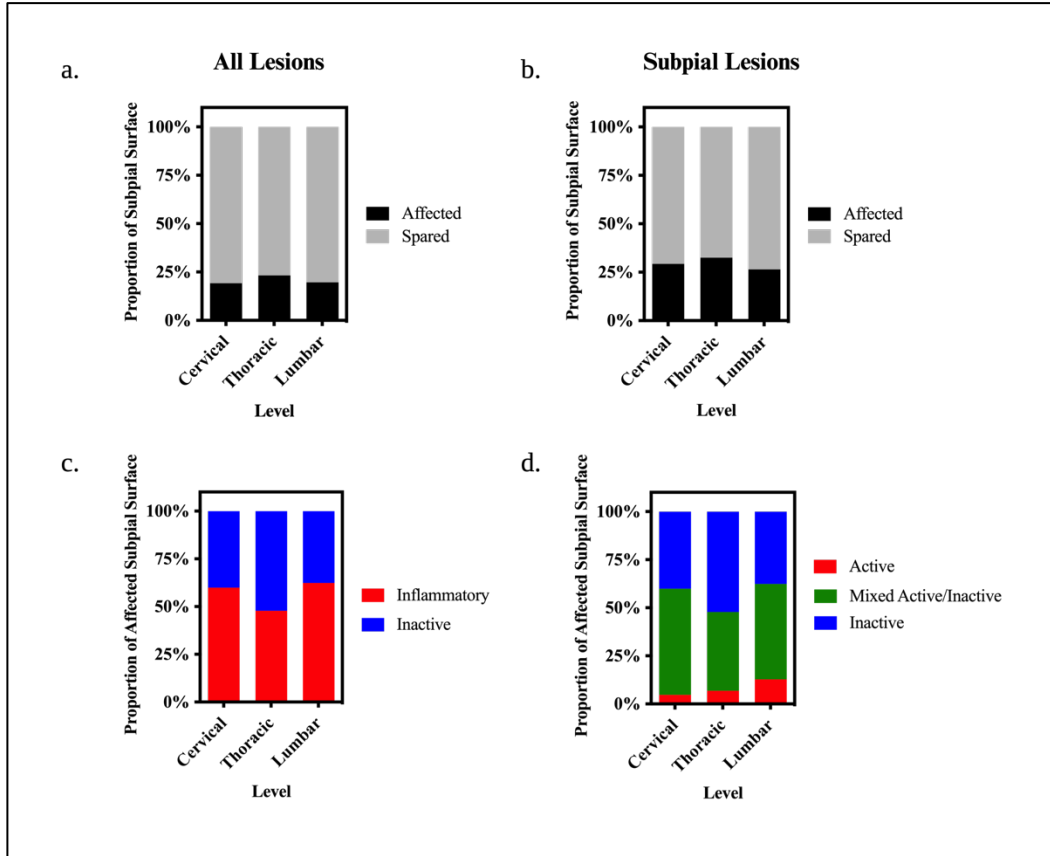 a.
All Lesions
Proportion of Subpial Surface
100%
75%
50%
25%
0%
Cervical
Thoracic
Lumbar
Level
Affected
Spared
b.
Subpial Lesions
Proportion of Subpial Surface
100%
75%
50%
25%
0%
Cervical
Thoracic
Lumbar
Level
Affected
Spared
c.
Proportion of Affected Subpial Surface
100%
75%
50%
25%
0%
Cervical
Thoracic
Lumbar
Level
Inflammatory
Inactive
d.
Proportion of Affected Subpial Surface
100%
75%
50%
25%
0%
Cervical
Thoracic
Lumbar
Level
Active
Mixed Active/Inactive
Inactive